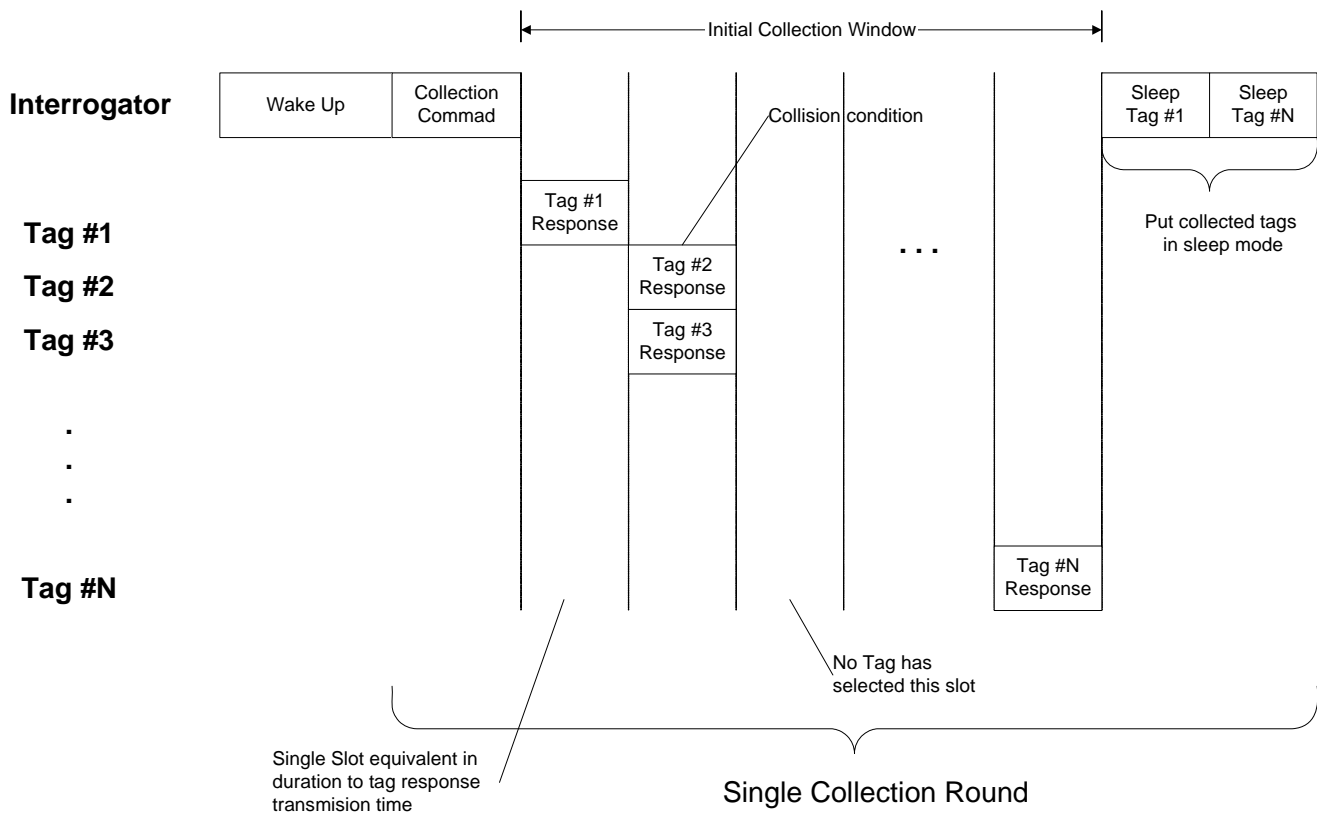 Initial Collection Window
Interrogator
Wake Up
Collection
Commad
Sleep
Tag #1
Sleep
Tag #N
Collision condition
Tag #1
Response
Tag #1
Put collected tags
in sleep mode
. . .
Tag #2
Response
Tag #2
Tag #3
Response
Tag #3
.
.
.
Tag #N
Response
Tag #N
No Tag has
selected this slot
Single Slot equivalent in
duration to tag response
transmision time
Single Collection Round